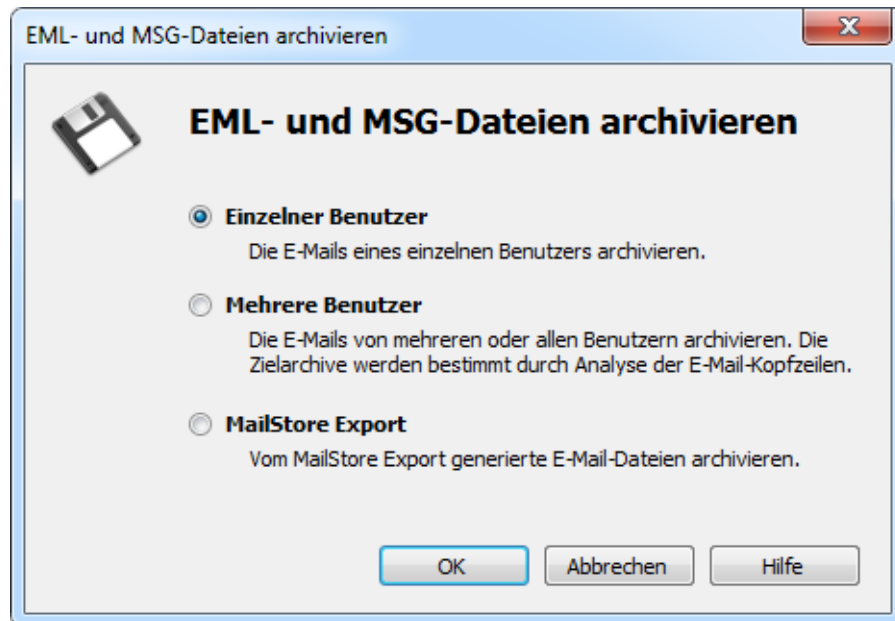 EML- und MSG-Dateien archivieren
EML- und MSG-Dateien archivieren
Einzelner Benutzer
Die E-Mails eines einzelnen Benutzers archivieren.
Mehrere Benutzer
Die E-Mails von mehreren oder allen Benutzern archivieren. Die
Zielarchive werden bestimmt durch Analyse der E-Mail-Kopfzeilen.
MailStore Export
Vom MailStore Export generierte E-Mail-Dateien archivieren.
OK Abbrechen Hilfe